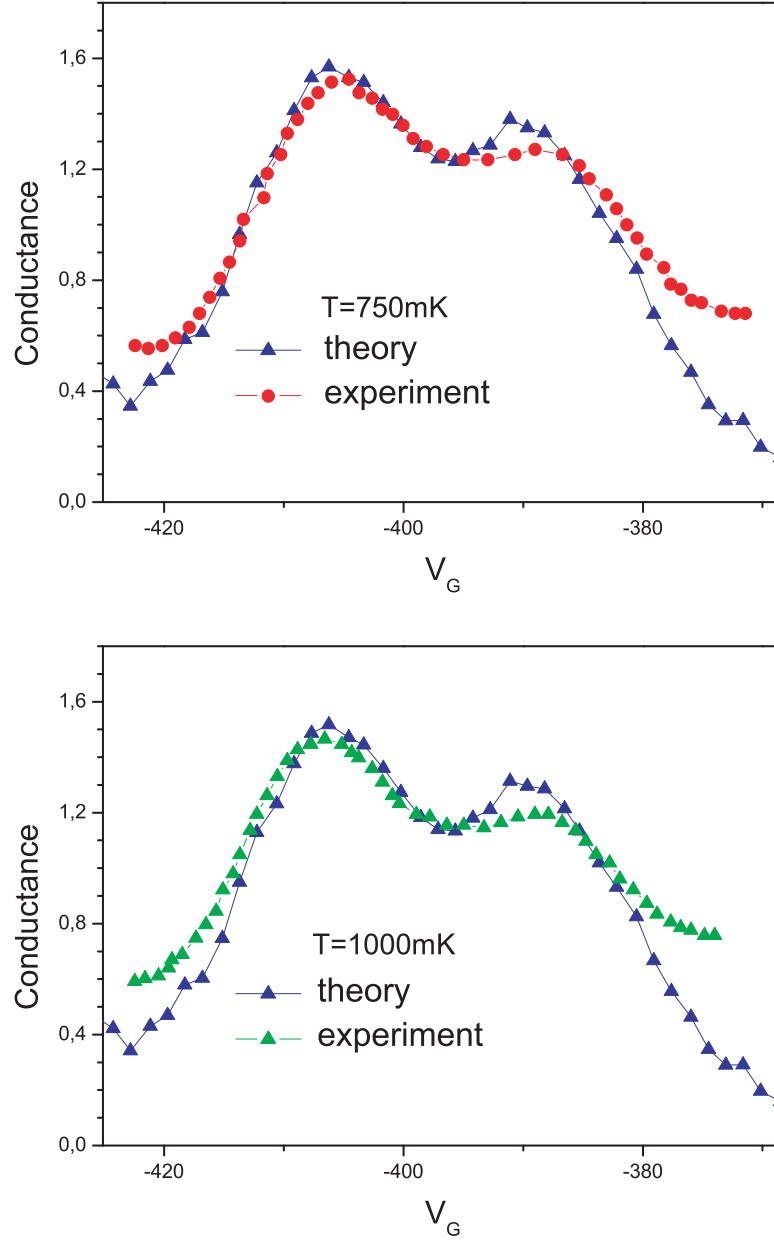 1,6
1,2
0,8
0,4
0,0
Conductance
T=750mK
theory
experiment
-420
-400
-380
V_G
1,6
1,2
0,8
0,4
0,0
Conductance
T=1000mK
theory
experiment
-420
-400
-380
V_G